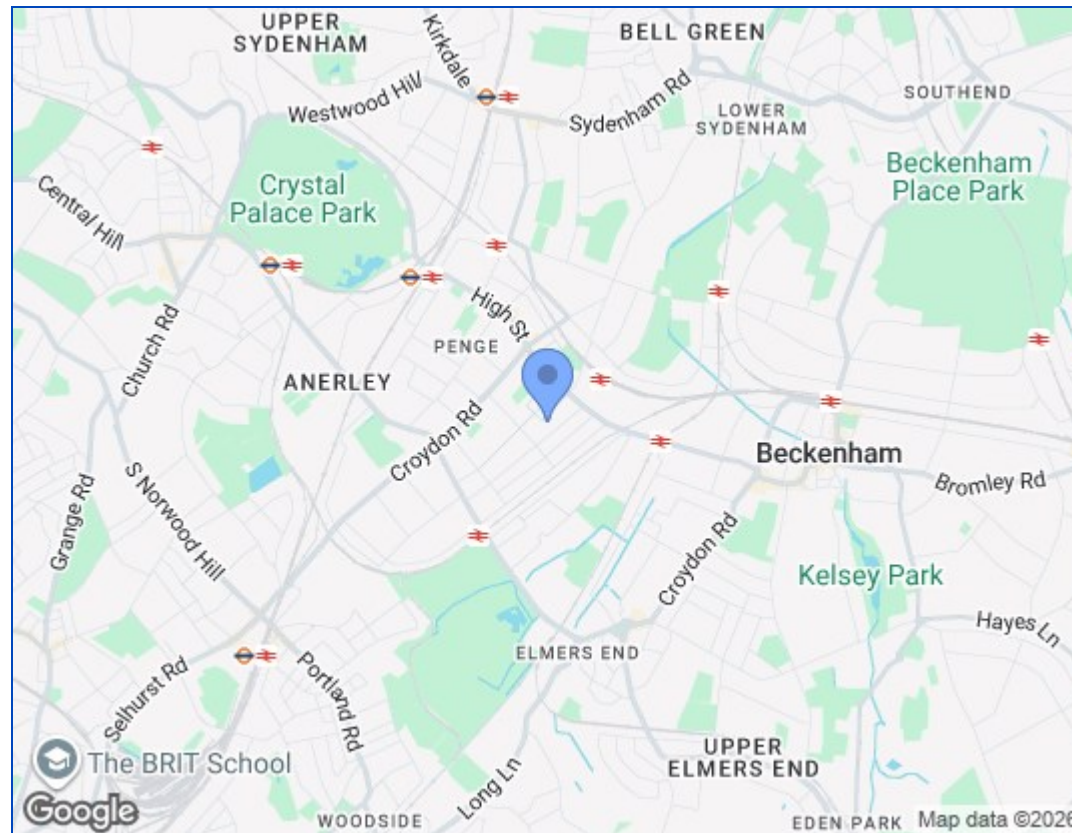 UPPER
SYDENHAM
Kirkdale
BELL GREEN
Westwood Hill
Sydenham Rd
LOWER
SYDENHAM
SOUTHEND
Beckenham
Place Park
Crystal
Palace Park
Central Hill
Church Rd
High St
PENGE
ANERLEY
Croydon Rd
Beckenham
Bromley Rd
Grange Rd
S Norwood Hill
Croydon Rd
Kelsey Park
Hayes Ln
ELMERS END
Selhurst Rd
Portland Rd
The BRIT School
UPPER
ELMERS END
Long Ln
Google
WOODSIDE
EDEN PARK
Map data ©2026